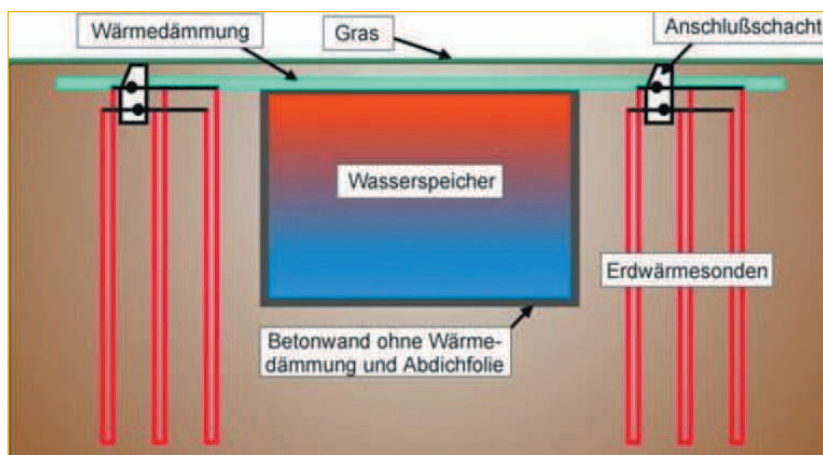 Wärmedämmung
Gras
Anschlußschacht
Wasserspeicher
Erdwärmesonden
Betonwand ohne Wärme-
dämmung und Abdichfolie